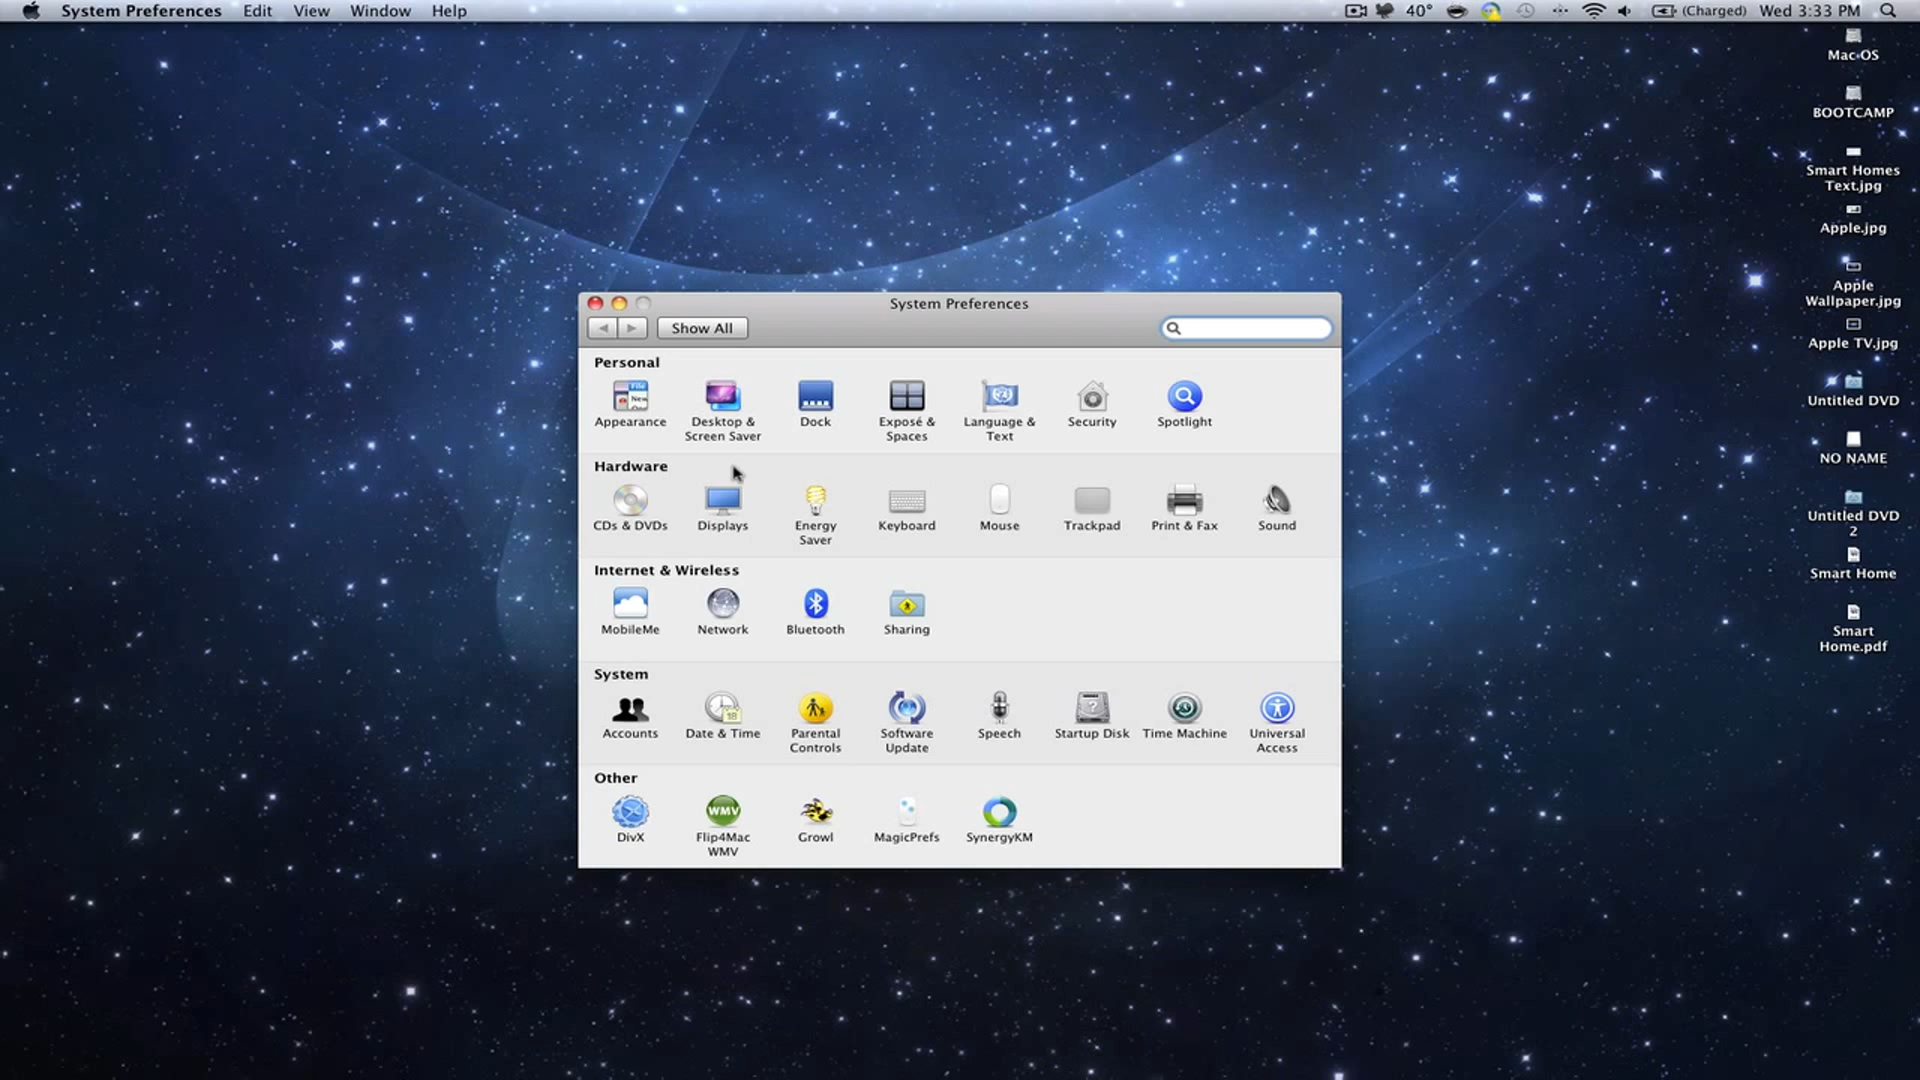 System Preferences Edit View Window Help 40° (Charged) Wed 3:33 PM
Mac OS
BOOTCAMP
Smart Homes
Text.jpg
Apple.jpg
Apple
Wallpaper.jpg
Apple TV.jpg
Untitled DVD
NO NAME
Untitled DVD
2
Smart Home
Smart
Home.pdf
System Preferences
Show All
Personal
Appearance
Desktop &
Screen Saver
Dock
Exposé &
Spaces
Language &
Text
Security
Spotlight
Hardware
CDs & DVDs
Displays
Energy
Saver
Keyboard
Mouse
Trackpad
Print & Fax
Sound
Internet & Wireless
MobileMe
Network
Bluetooth
Sharing
System
Accounts
18
Date & Time
Parental
Controls
Software
Update
Speech
?
Startup Disk
Time Machine
Universal
Access
Other
DivX
WMV
Flip4Mac
WMV
Growl
MagicPrefs
SynergyKM